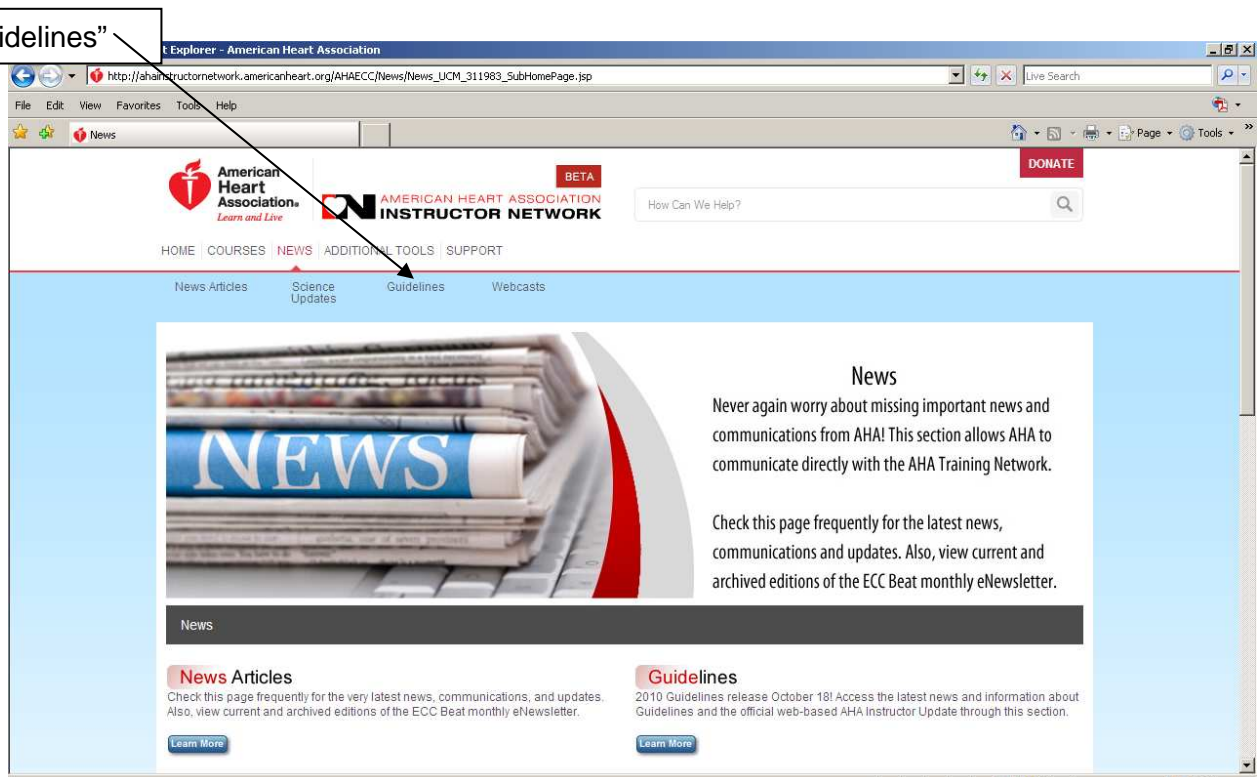 idelines”
t Explorer - American Heart Association
http://ahainstructornetwork.americanheart.org/AHAECC/News/News_UCM_311983_SubHomePage.jsp
Live Search
File Edit View Favorites Tools Help
News
Page Tools
American
Heart
Association®
Learn and Live
BETA
AMERICAN HEART ASSOCIATION
INSTRUCTOR NETWORK
DONATE
How Can We Help?
HOME COURSES NEWS ADDITIONAL TOOLS SUPPORT
News Articles Science Updates Guidelines Webcasts
NEWS
News
Never again worry about missing important news and
communications from AHA! This section allows AHA to
communicate directly with the AHA Training Network.
Check this page frequently for the latest news,
communications and updates. Also, view current and
archived editions of the ECC Beat monthly eNewsletter.
News
News Articles
Check this page frequently for the very latest news, communications, and updates.
Also, view current and archived editions of the ECC Beat monthly eNewsletter.
Learn More
Guidelines
2010 Guidelines release October 18! Access the latest news and information about
Guidelines and the official web-based AHA Instructor Update through this section.
Learn More